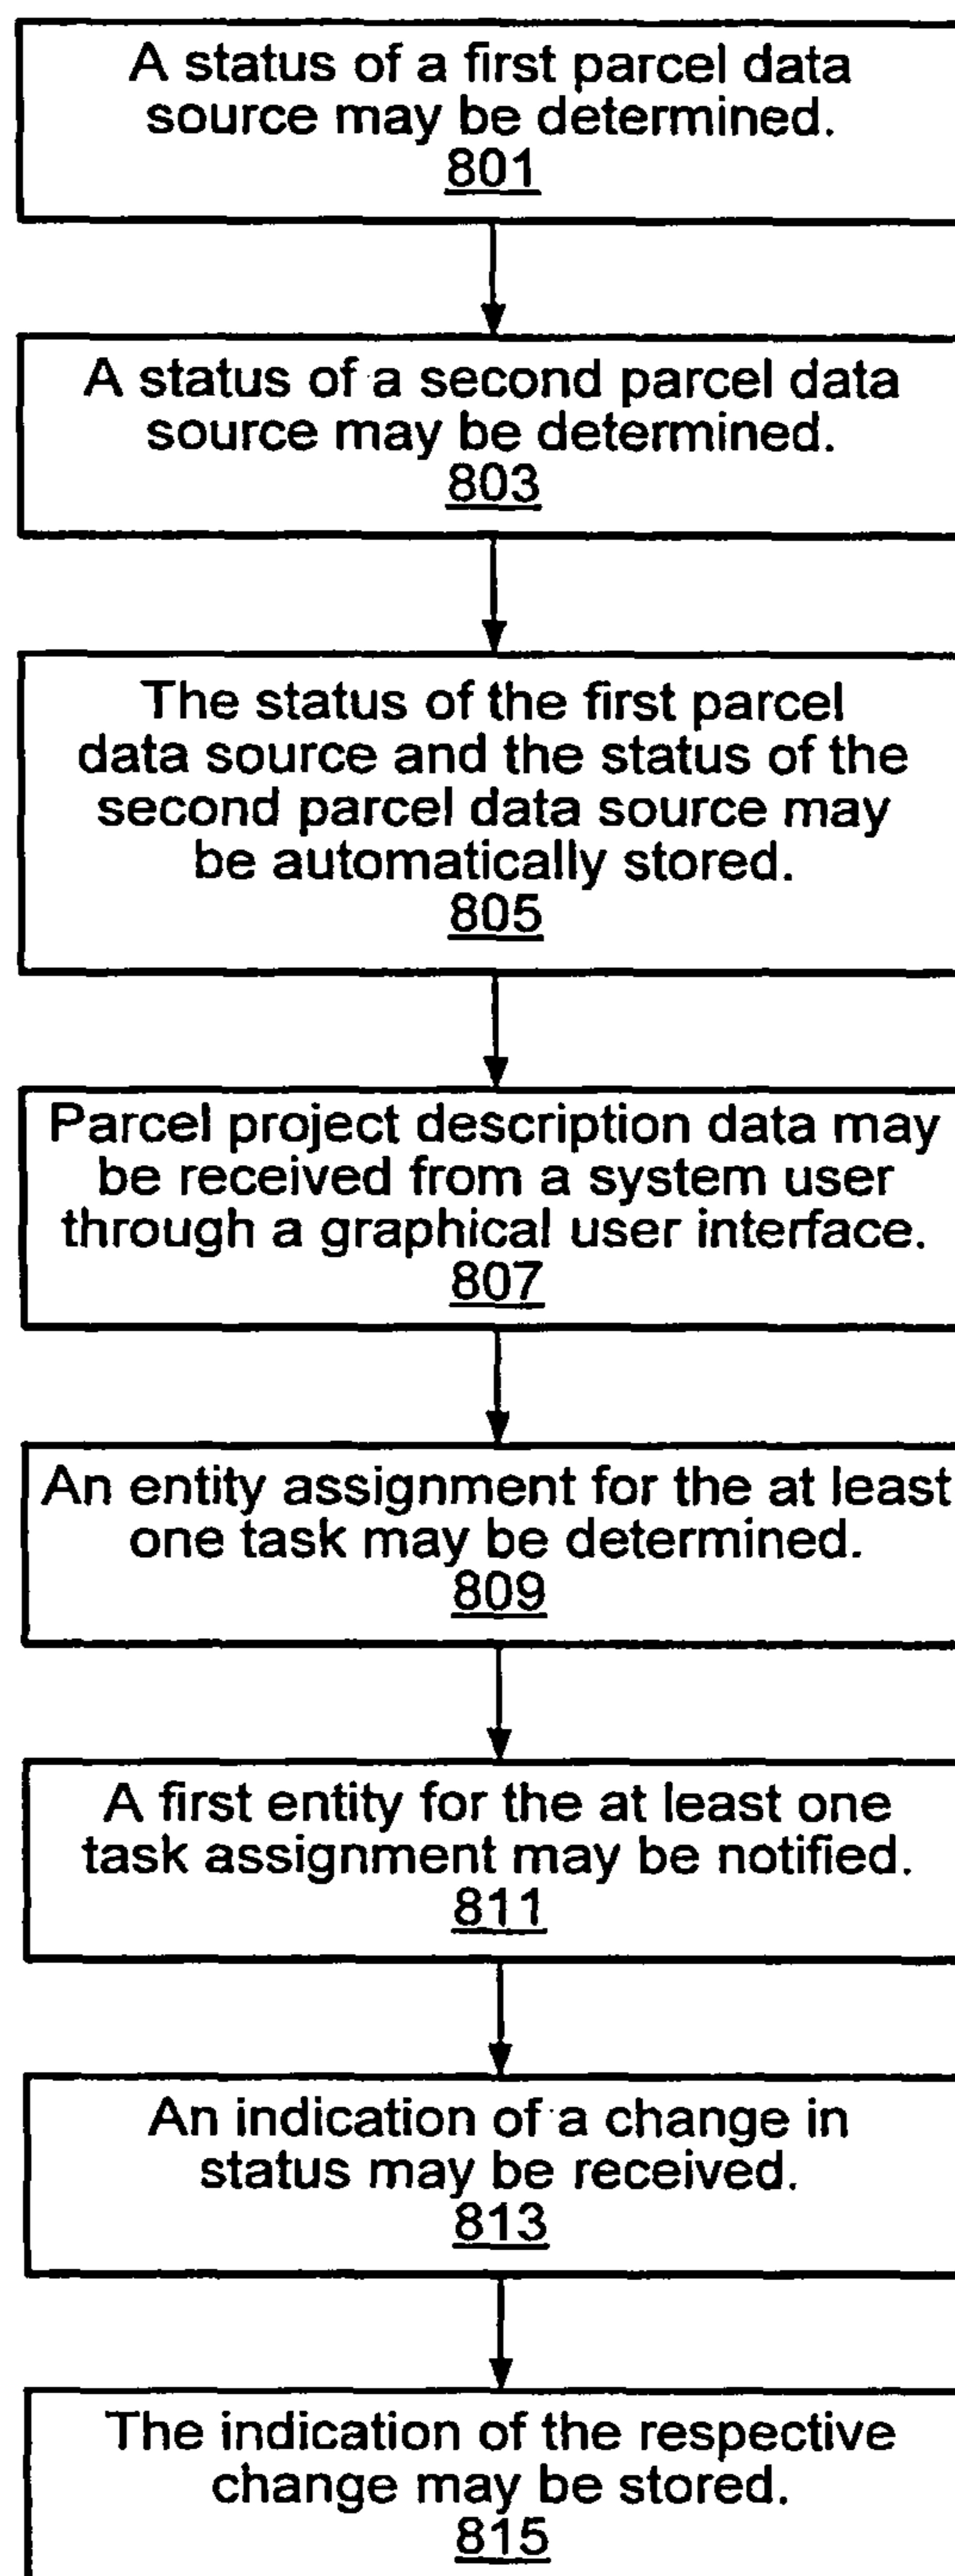 A status of a first parcel data
source may be determined.
801
A status of a second parcel data
source may be determined.
803
The status of the first parcel
data source and the status of the
second parcel data source may
be automatically stored.
805
Parcel project description data may
be received from a system user
through a graphical user interface.
807
An entity assignment for the at least
one task may be determined.
809
A first entity for the at least one
task assignment may be notified.
811
An indication of a change in
status may be received.
813
The indication of the respective
change may be stored.
815